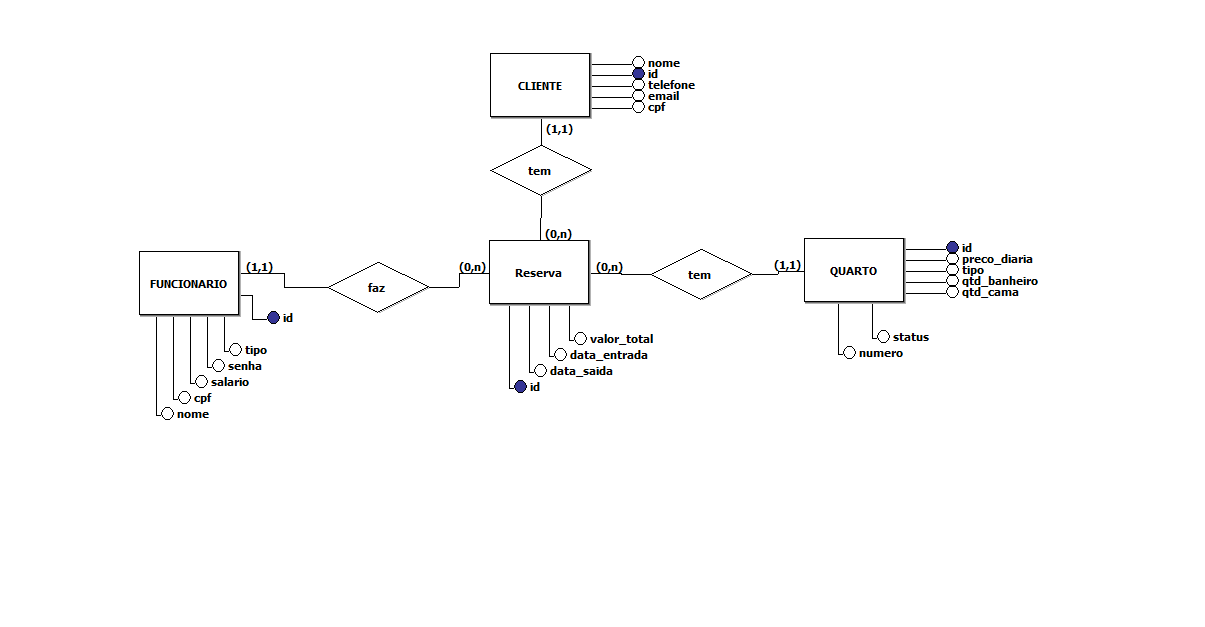 CLIENTE
nome
id
telefone
email
cpf
(1,1)
tem
(0,n)
FUNCIONARIO
(1,1)
faz
(0,n)
Reserva
(0,n)
tem
(1,1)
QUARTO
id
preco_diaria
tipo
qtd_banheiro
qtd_cama
id
tipo
senha
salario
cpf
nome
valor_total
data_entrada
data_saida
id
status
numero